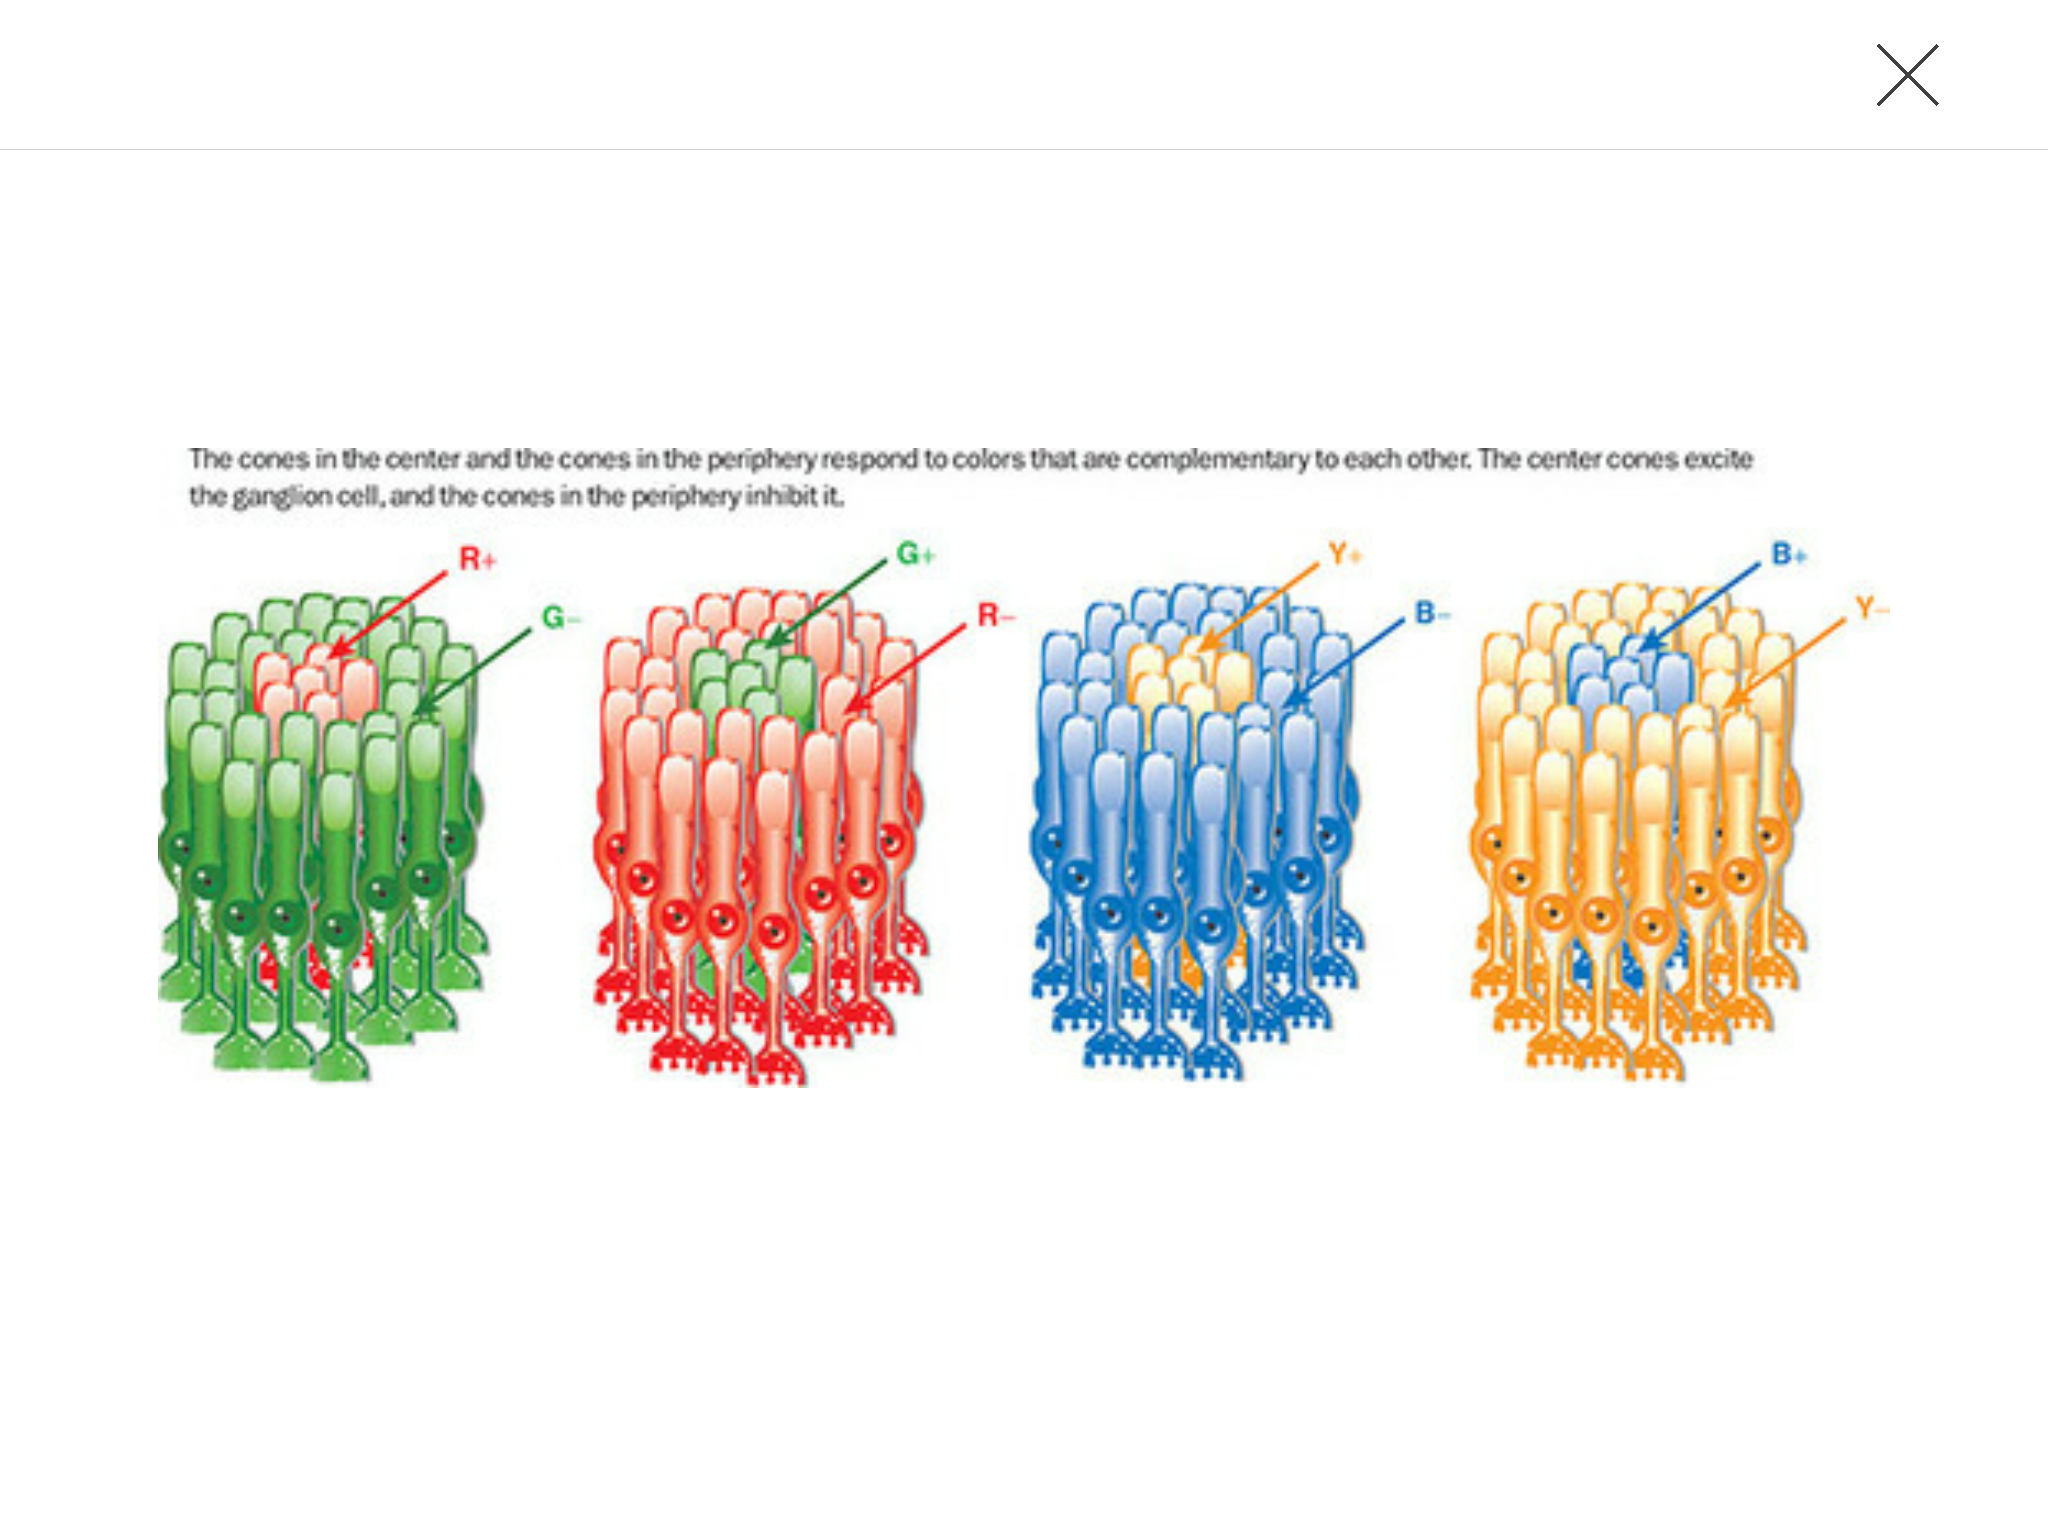 The cones in the center and the cones in the periphery respond to colors that are complementary to each other. The center cones excite
the ganglion cell, and the cones in the periphery inhibit it.
R+
G−
G+
R−
Y+
B−
B+
Y−